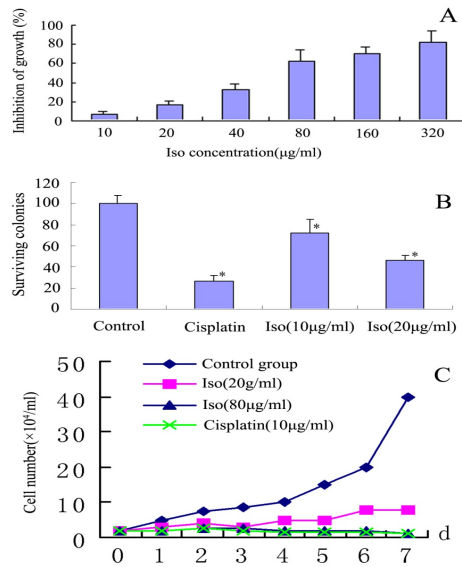 A
Inhibition of growth (%)
100
80
60
40
20
0
10 20 40 80 160 320
Iso concentration(μg/ml)
B
Surviving colonies
120
100
80
60
40
20
0
* * *
Control Cisplatin Iso(10μg/ml) Iso(20μg/ml)
C
Control group
Iso(20g/ml)
Iso(80μg/ml)
Cisplatin(10μg/ml)
Cell number(×10⁴/ml)
50
40
30
20
10
0
0 1 2 3 4 5 6 7
d